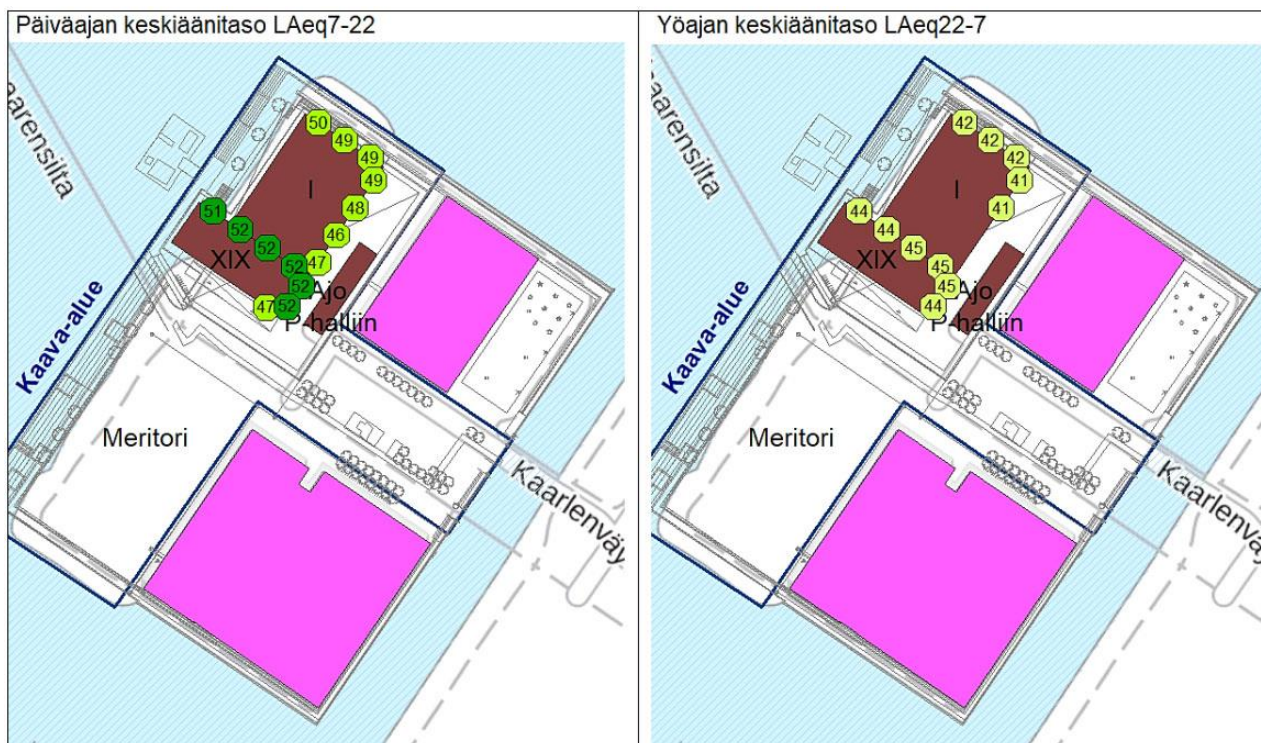 Päiväajan keskiäänitaso LAeq7-22
aarensilta
50
49
49
49
I
48
51
52
46
52
XIX
52
47
52
Ajo
47
52
P-halliin
Kaava-alue
Meritori
Kaarlenväy
Yöajan keskiäänitaso LAeq22-7
aarensilta
42
42
42
41
I
41
44
44
45
XIX
45
45
Ajo
44
P-halliin
Kaava-alue
Meritori
Kaarlenväy